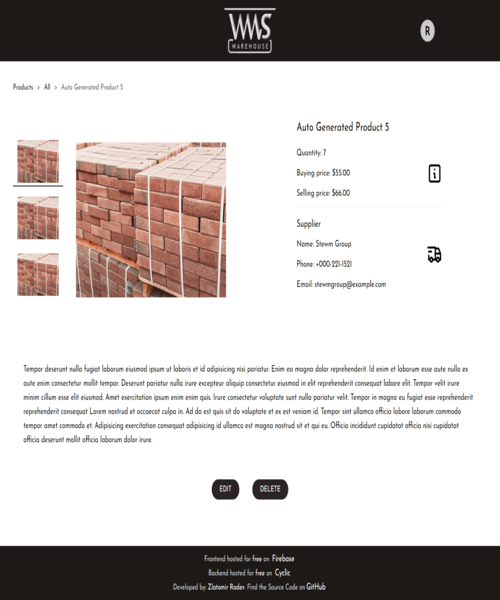 WMS
WAREHOUSE
R
Products > All > Auto Generated Product 5
Auto Generated Product 5
Quantity: 7
Buying price: $55.00
Selling price: $66.00
Supplier
Name: Stewm Group
Phone: +000-221-1521
Email: stewmgroup@example.com
Tempor deserunt nulla fugiat laborum eiusmod ipsum ut laboris et id adipisicing nisi pariatur. Enim ea magna dolor reprehenderit. Id enim et laborum esse aute nulla ex
aute enim consectetur mollit tempor. Deserunt pariatur nulla irure excepteur aliquip consectetur eiusmod in elit reprehenderit consequat labore elit. Tempor velit irure
minim cillum esse elit eiusmod. Amet exercitation ipsum enim enim quis. Irure consectetur voluptate sunt nulla pariatur velit. Tempor in magna eu fugiat esse reprehenderit
reprehenderit consequat Lorem nostrud et occaecat culpa in. Ad do est quis sit do voluptate et ex est veniam id. Tempor sint ullamco officia labore laborum commodo
tempor amet commodo et. Adipisicing exercitation consequat adipisicing id ullamco est magna nostrud sit et qui eu. Officia incididunt cupidatat officia nisi cupidatat
officia deserunt mollit officia laborum dolor irure.
EDIT DELETE
Frontend hosted for free on Firebase
Backend hosted for free on Cyclic
Developed by: Zlatomir Radev. Find the Source Code on GitHub